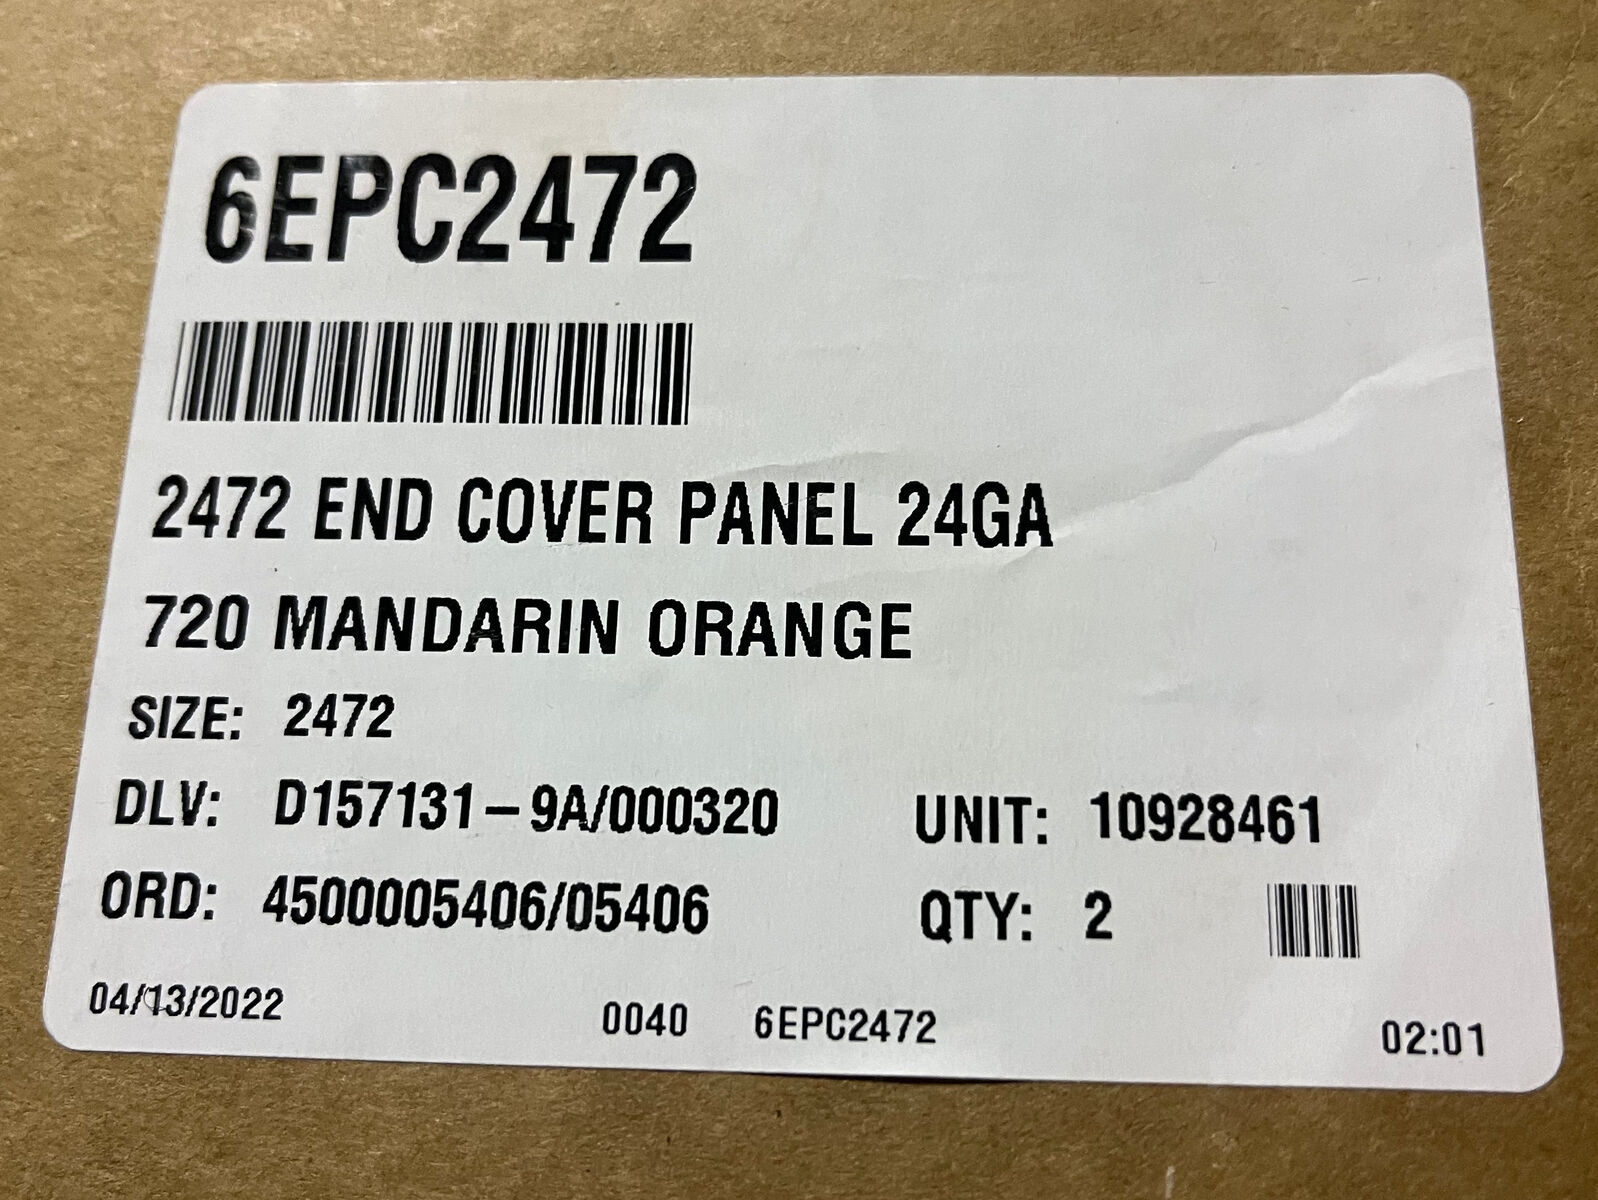 6EPC2472
2472 END COVER PANEL 24GA
720 MANDARIN ORANGE
SIZE: 2472
DLV: D157131-9A/000320 UNIT: 10928461
ORD: 4500005406/05406 QTY: 2
04/13/2022 0040 6EPC2472 02:01